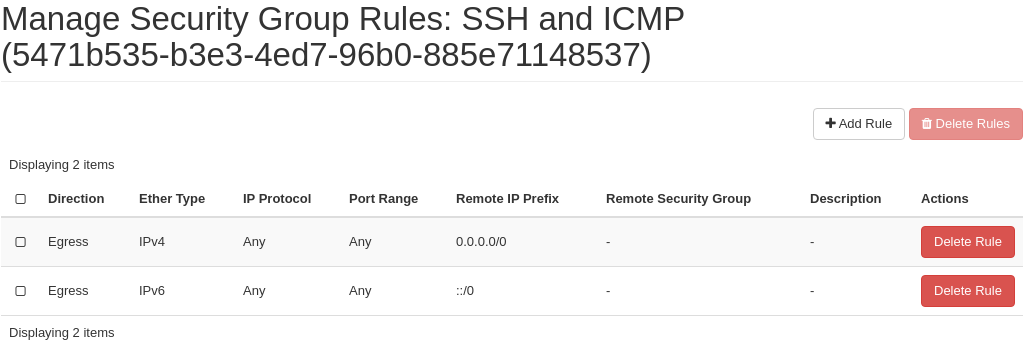 Manage Security Group Rules: SSH and ICMP
(5471b535-b3e3-4ed7-96b0-885e71148537)
Add Rule Delete Rules
Displaying 2 items
Direction Ether Type IP Protocol Port Range Remote IP Prefix Remote Security Group Description Actions
Egress IPv4 Any Any 0.0.0.0/0 - - Delete Rule
Egress IPv6 Any Any ::/0 - - Delete Rule
Displaying 2 items